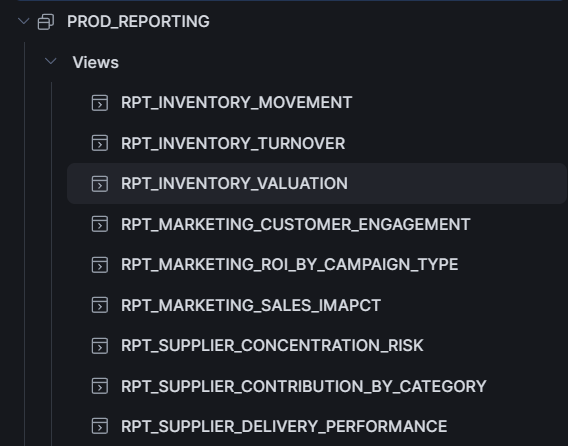 PROD_REPORTING
Views
RPT_INVENTORY_MOVEMENT
RPT_INVENTORY_TURNOVER
RPT_INVENTORY_VALUATION
RPT_MARKETING_CUSTOMER_ENGAGEMENT
RPT_MARKETING_ROI_BY_CAMPAIGN_TYPE
RPT_MARKETING_SALES_IMAPCT
RPT_SUPPLIER_CONCENTRATION_RISK
RPT_SUPPLIER_CONTRIBUTION_BY_CATEGORY
RPT_SUPPLIER_DELIVERY_PERFORMANCE